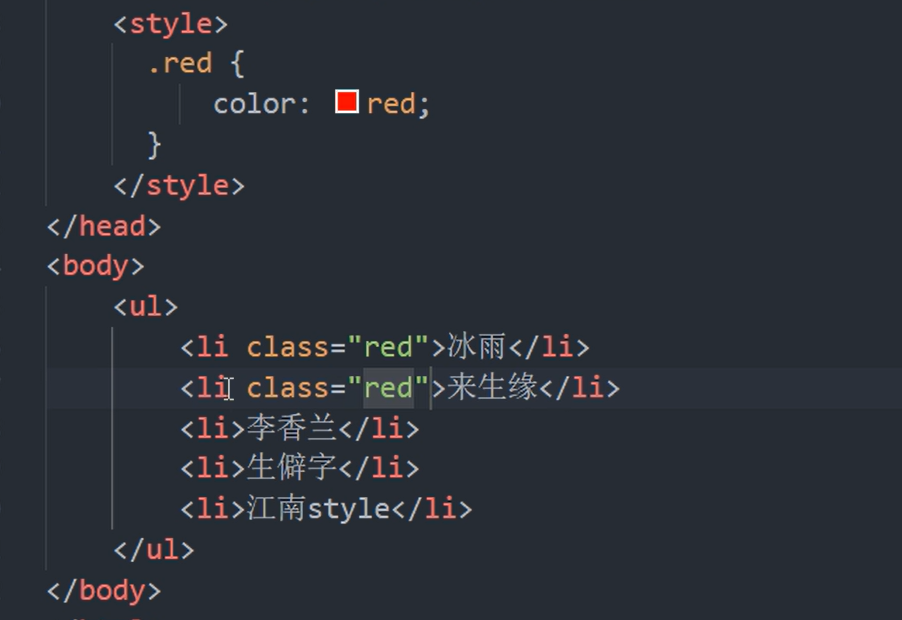 <style>
.red {
color: red;
}
</style>
</head>
<body>
<ul>
<li class="red">冰雨</li>
<li class="red">来生缘</li>
<li>李香兰</li>
<li>生僻字</li>
<li>江南style</li>
</ul>
</body>